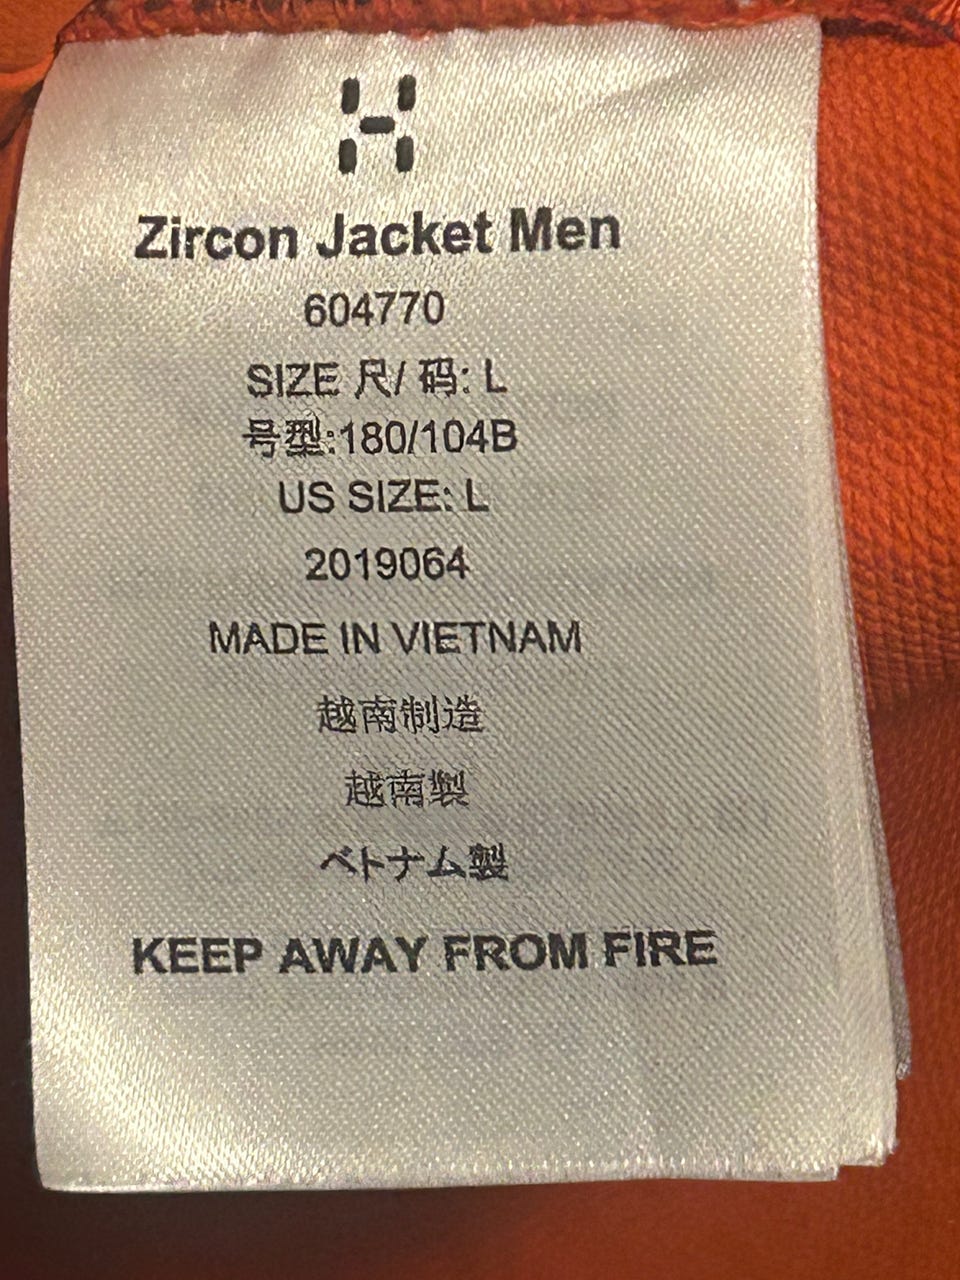 Zircon Jacket Men
604770
SIZE 尺/ 码: L
号型:180/104B
US SIZE: L
2019064
MADE IN VIETNAM
越南制造
越南製
ベトナム製
KEEP AWAY FROM FIRE